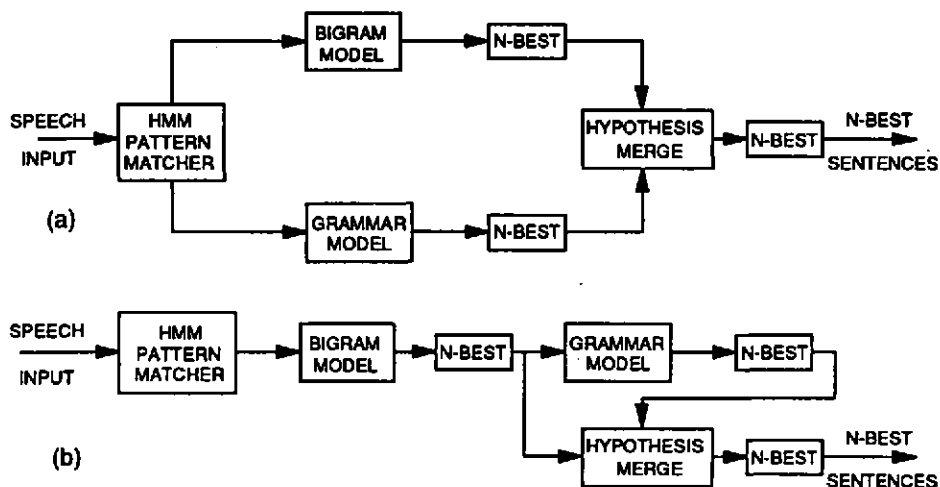 BIGRAM
MODEL
N-BEST
SPEECH
INPUT
HMM
PATTERN
MATCHER
HYPOTHESIS
MERGE
N-BEST
N-BEST
SENTENCES
(a)
GRAMMAR
MODEL
N-BEST
SPEECH
INPUT
HMM
PATTERN
MATCHER
BIGRAM
MODEL
N-BEST
GRAMMAR
MODEL
N-BEST
(b)
HYPOTHESIS
MERGE
N-BEST
N-BEST
SENTENCES